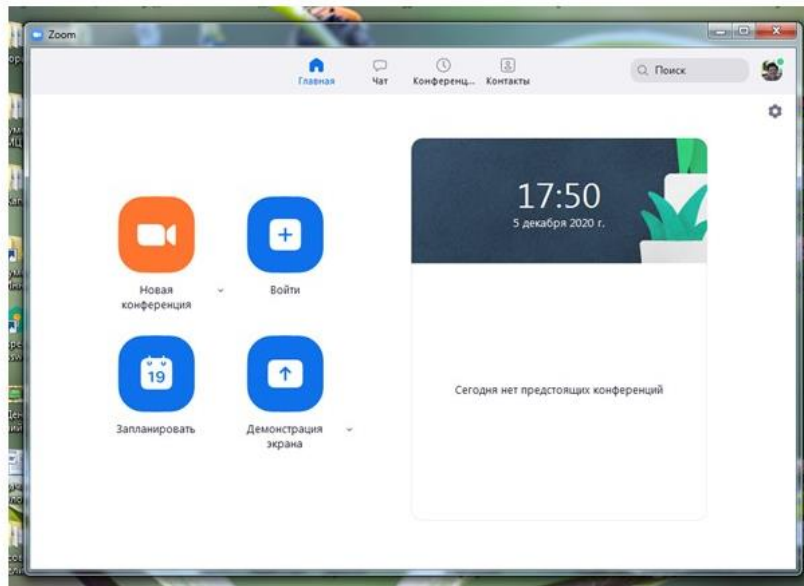 Zoom
Главная
Чат
Конференц...
Контакты
Поиск
17:50
5 декабря 2020 г.
Новая
конференция
Войти
19
Запланировать
Демонстрация
экрана
Сегодня нет предстоящих конференций